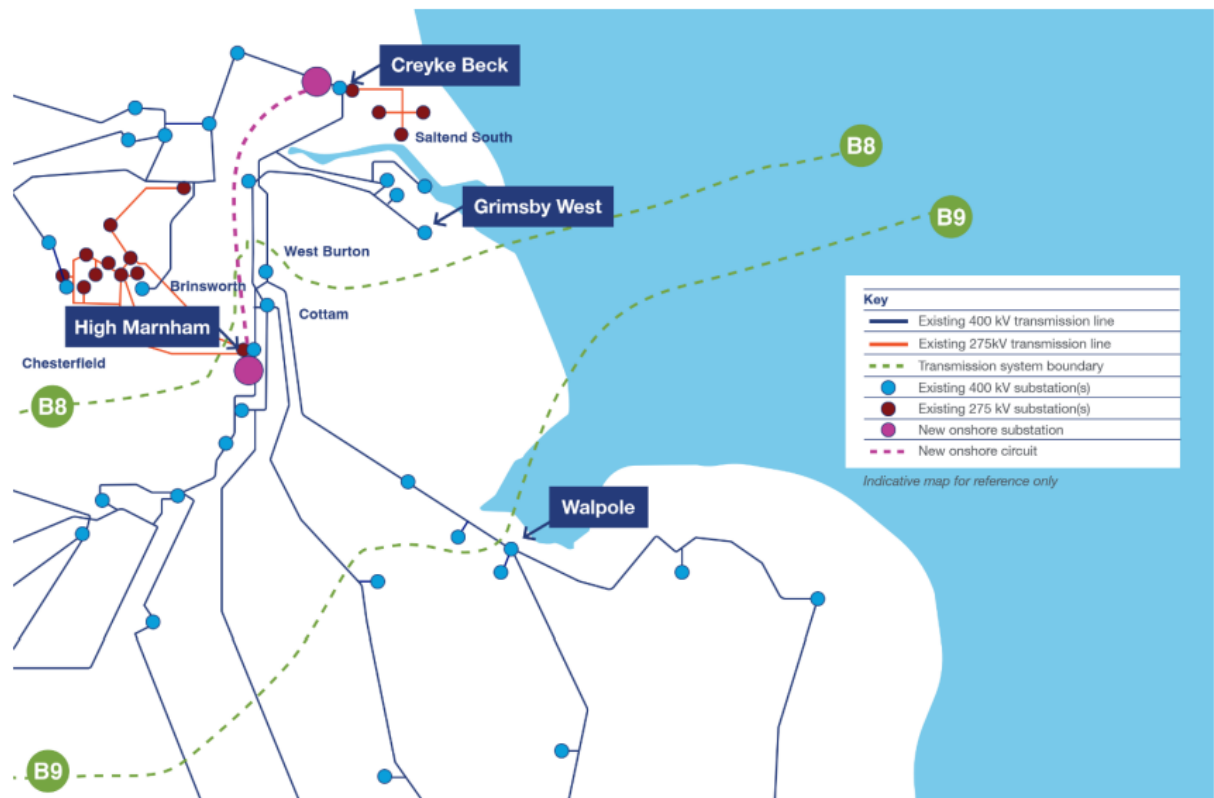 Creyke Beck
Saltend South
B8
Grimsby West
B9
West Burton
Brinsworth
Cottam
High Marnham
Chesterfield
B8
Key
Existing 400 kV transmission line
Existing 275kV transmission line
Transmission system boundary
Existing 400 kV substation(s)
Existing 275 kV substation(s)
New onshore substation
New onshore circuit
Indicative map for reference only
Walpole
B9